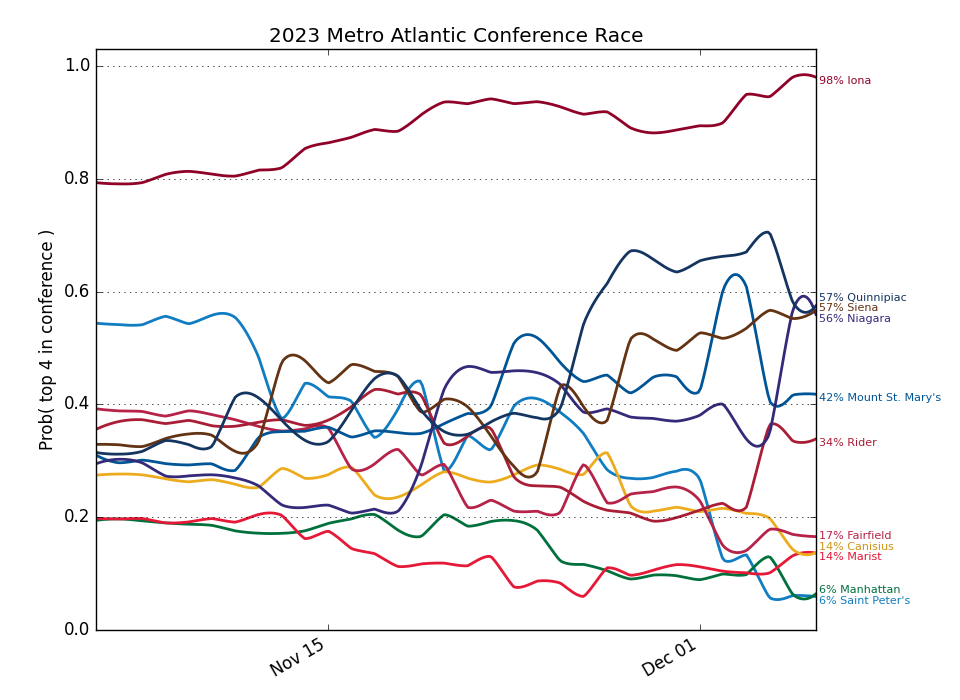 2023 Metro Atlantic Conference Race
Prob( top 4 in conference )
1.0
0.8
0.6
0.4
0.2
0.0
Nov 15
Dec 01
98% Iona
57% Quinnipiac
57% Siena
56% Niagara
42% Mount St. Mary's
34% Rider
17% Fairfield
14% Canisius
14% Marist
6% Manhattan
6% Saint Peter's